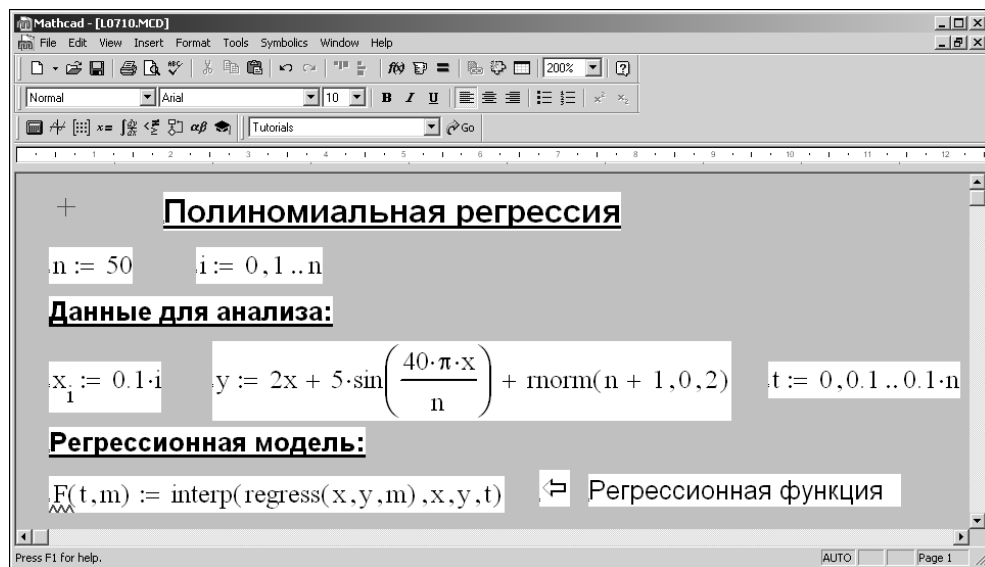 Mathcad - [L0710.MCD]
File Edit View Insert Format Tools Symbolics Window Help
200%
Normal Arial 10 B I U
Tutorials Go
1 2 3 4 5 6 7 8 9 10 11 12
Полиномиальная регрессия
n := 50 i := 0 , 1 .. n
Данные для анализа:
x_i := 0.1·i y := 2x + 5·sin(40·π·x / n) + rnorm(n + 1 , 0 , 2) t := 0 , 0.1 .. 0.1·n
Регрессионная модель:
F(t , m) := interp(regress(x , y , m) , x , y , t) ⇦ Регрессионная функция
Press F1 for help. AUTO Page 1